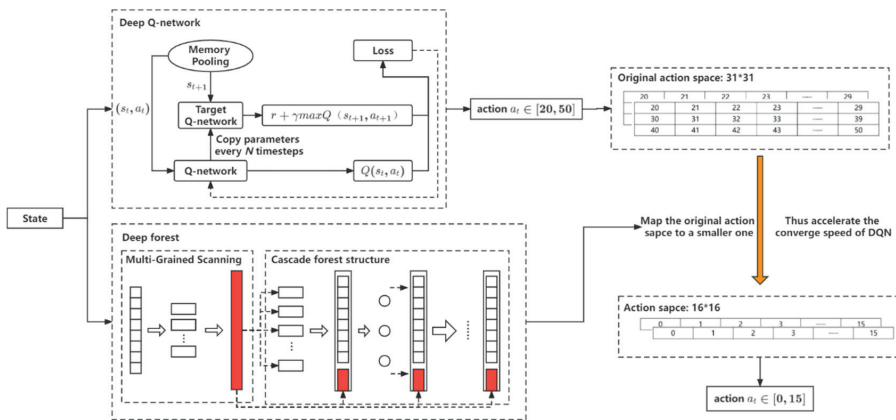 Deep Q-network
Memory
Pooling
Loss
s_{t+1}
(s_t, a_t)
Target
Q-network
r + γmaxQ（s_{t+1}, a_{t+1}）
Copy parameters
every N timesteps
Q-network
Q(s_t, a_t)
action a_t ∈ [20, 50]
Original action space: 31*31
20 21 22 23 ---- 29
20 21 22 23 ---- 29
30 31 32 33 ---- 39
40 41 42 43 ---- 50
State
Map the original action
sapce to a smaller one
Thus accelerate the
converge speed of DQN
Deep forest
Multi-Grained Scanning
Cascade forest structure
Action sapce: 16*16
0 1 2 3 ---- 15
0 1 2 3 ---- 15
action a_t ∈ [0, 15]